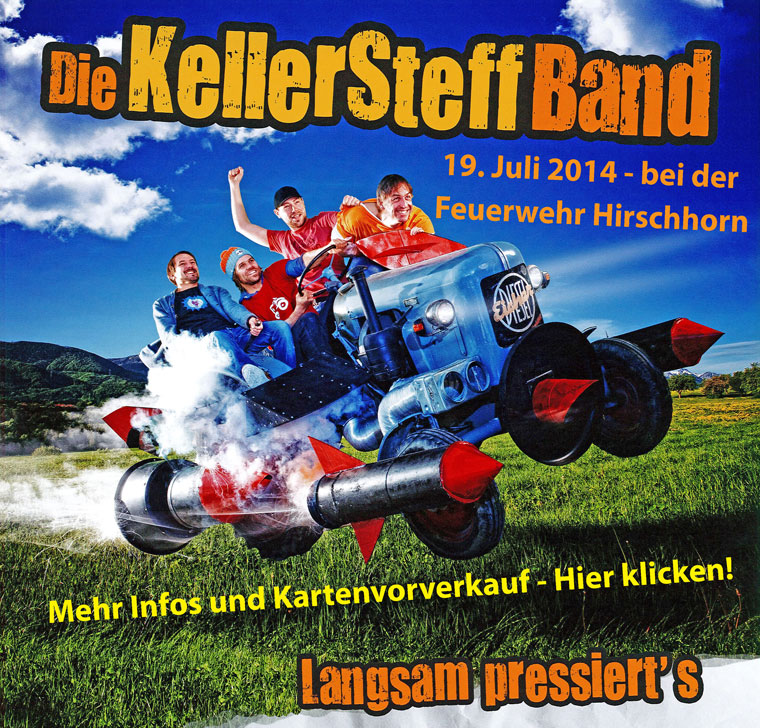 Die KellerSteff Band
19. Juli 2014 - bei der
Feuerwehr Hirschhorn
Mehr Infos und Kartenvorverkauf - Hier klicken!
Langsam pressiert's